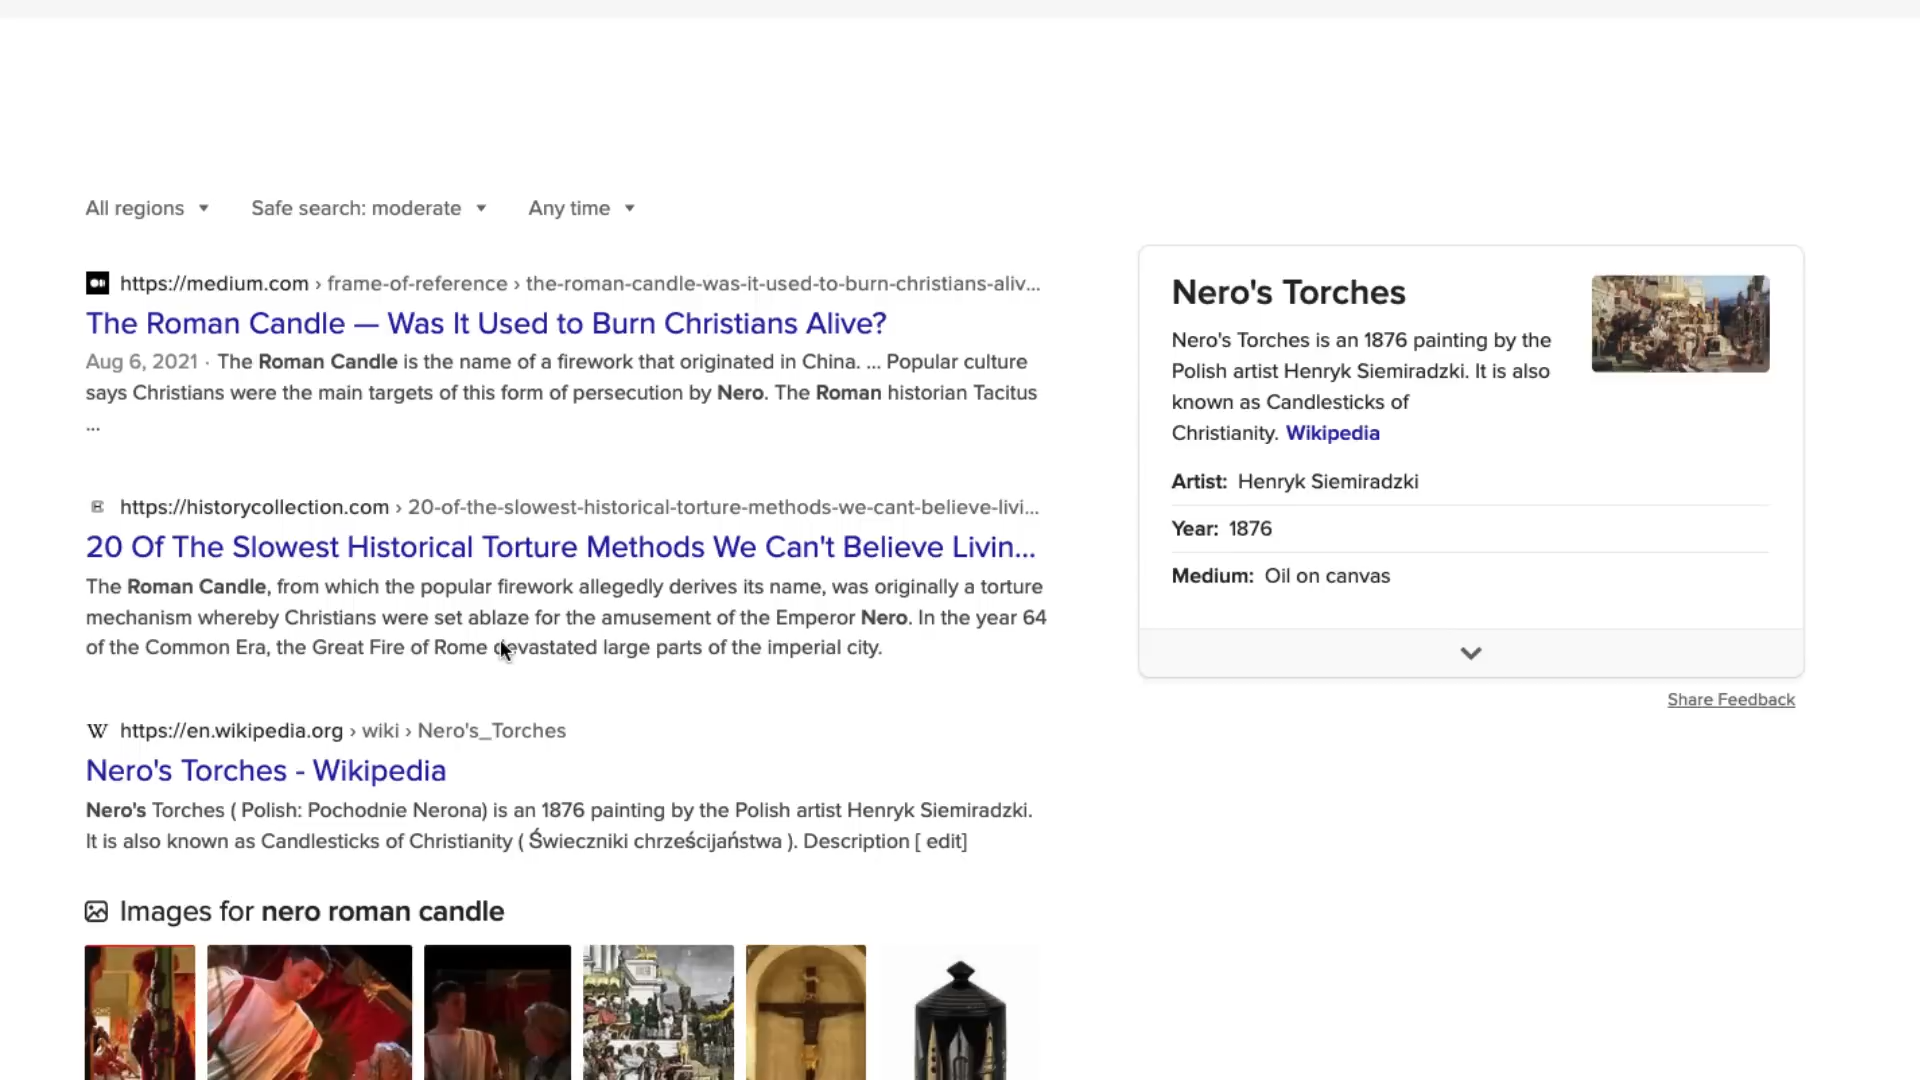 All regions Safe search: moderate Any time
https://medium.com › frame-of-reference › the-roman-candle-was-it-used-to-burn-christians-aliv...
The Roman Candle — Was It Used to Burn Christians Alive?
Aug 6, 2021 · The Roman Candle is the name of a firework that originated in China. ... Popular culture
says Christians were the main targets of this form of persecution by Nero. The Roman historian Tacitus
...
https://historycollection.com › 20-of-the-slowest-historical-torture-methods-we-cant-believe-livi...
20 Of The Slowest Historical Torture Methods We Can't Believe Livin...
The Roman Candle, from which the popular firework allegedly derives its name, was originally a torture
mechanism whereby Christians were set ablaze for the amusement of the Emperor Nero. In the year 64
of the Common Era, the Great Fire of Rome devastated large parts of the imperial city.
W https://en.wikipedia.org › wiki › Nero's_Torches
Nero's Torches - Wikipedia
Nero's Torches ( Polish: Pochodnie Nerona) is an 1876 painting by the Polish artist Henryk Siemiradzki.
It is also known as Candlesticks of Christianity ( Świeczniki chrześcijaństwa ). Description [ edit]
Images for nero roman candle
Nero's Torches
Nero's Torches is an 1876 painting by the
Polish artist Henryk Siemiradzki. It is also
known as Candlesticks of
Christianity. Wikipedia
Artist: Henryk Siemiradzki
Year: 1876
Medium: Oil on canvas
Share Feedback